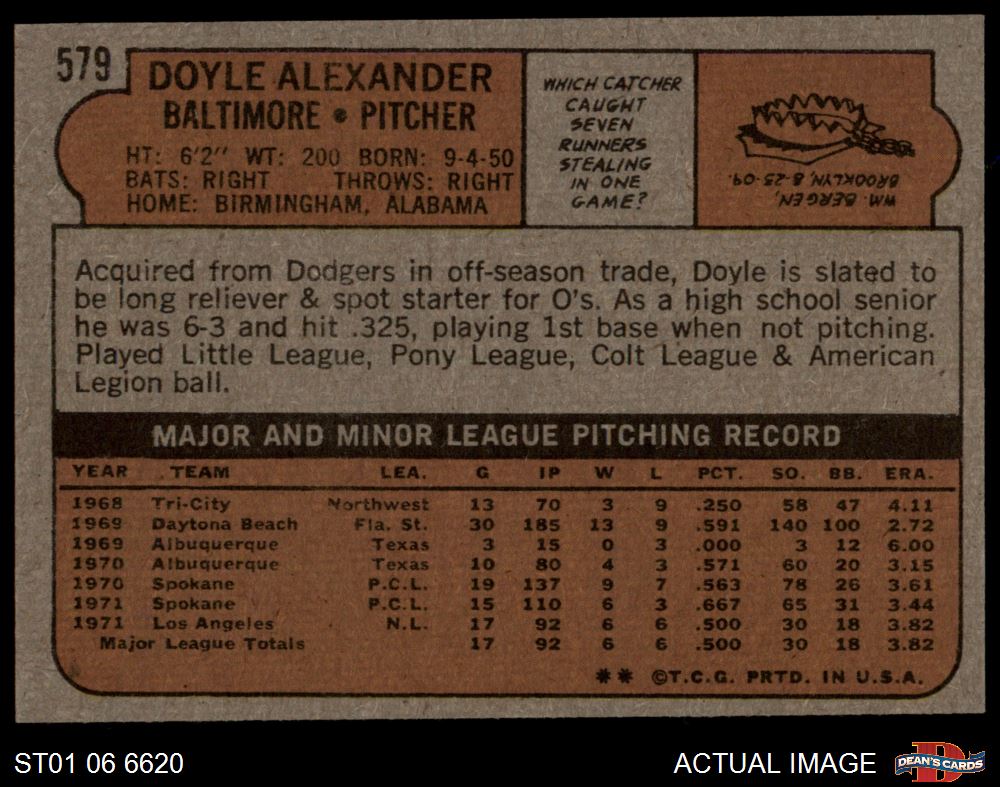 579
DOYLE ALEXANDER
BALTIMORE • PITCHER
HT: 6'2" WT: 200 BORN: 9-4-50
BATS: RIGHT THROWS: RIGHT
HOME: BIRMINGHAM, ALABAMA
WHICH CATCHER
CAUGHT
SEVEN
RUNNERS
STEALING
IN ONE
GAME?
WM. BERGEN,
BROOKLYN, 8-25-09.
Acquired from Dodgers in off-season trade, Doyle is slated to
be long reliever & spot starter for O's. As a high school senior
he was 6-3 and hit .325, playing 1st base when not pitching.
Played Little League, Pony League, Colt League & American
Legion ball.
MAJOR AND MINOR LEAGUE PITCHING RECORD
YEAR TEAM LEA. G IP W L PCT. SO. BB. ERA.
1968 Tri-City Northwest 13 70 3 9 .250 58 47 4.11
1969 Daytona Beach Fla. St. 30 185 13 9 .591 140 100 2.72
1969 Albuquerque Texas 3 15 0 3 .000 3 12 6.00
1970 Albuquerque Texas 10 80 4 3 .571 60 20 3.15
1970 Spokane P.C.L. 19 137 9 7 .563 78 26 3.61
1971 Spokane P.C.L. 15 110 6 3 .667 65 31 3.44
1971 Los Angeles N.L. 17 92 6 6 .500 30 18 3.82
Major League Totals 17 92 6 6 .500 30 18 3.82
** ©T.C.G. PRTD. IN U.S.A.
ST01 06 6620
ACTUAL IMAGE
D
DEAN'S CARDS